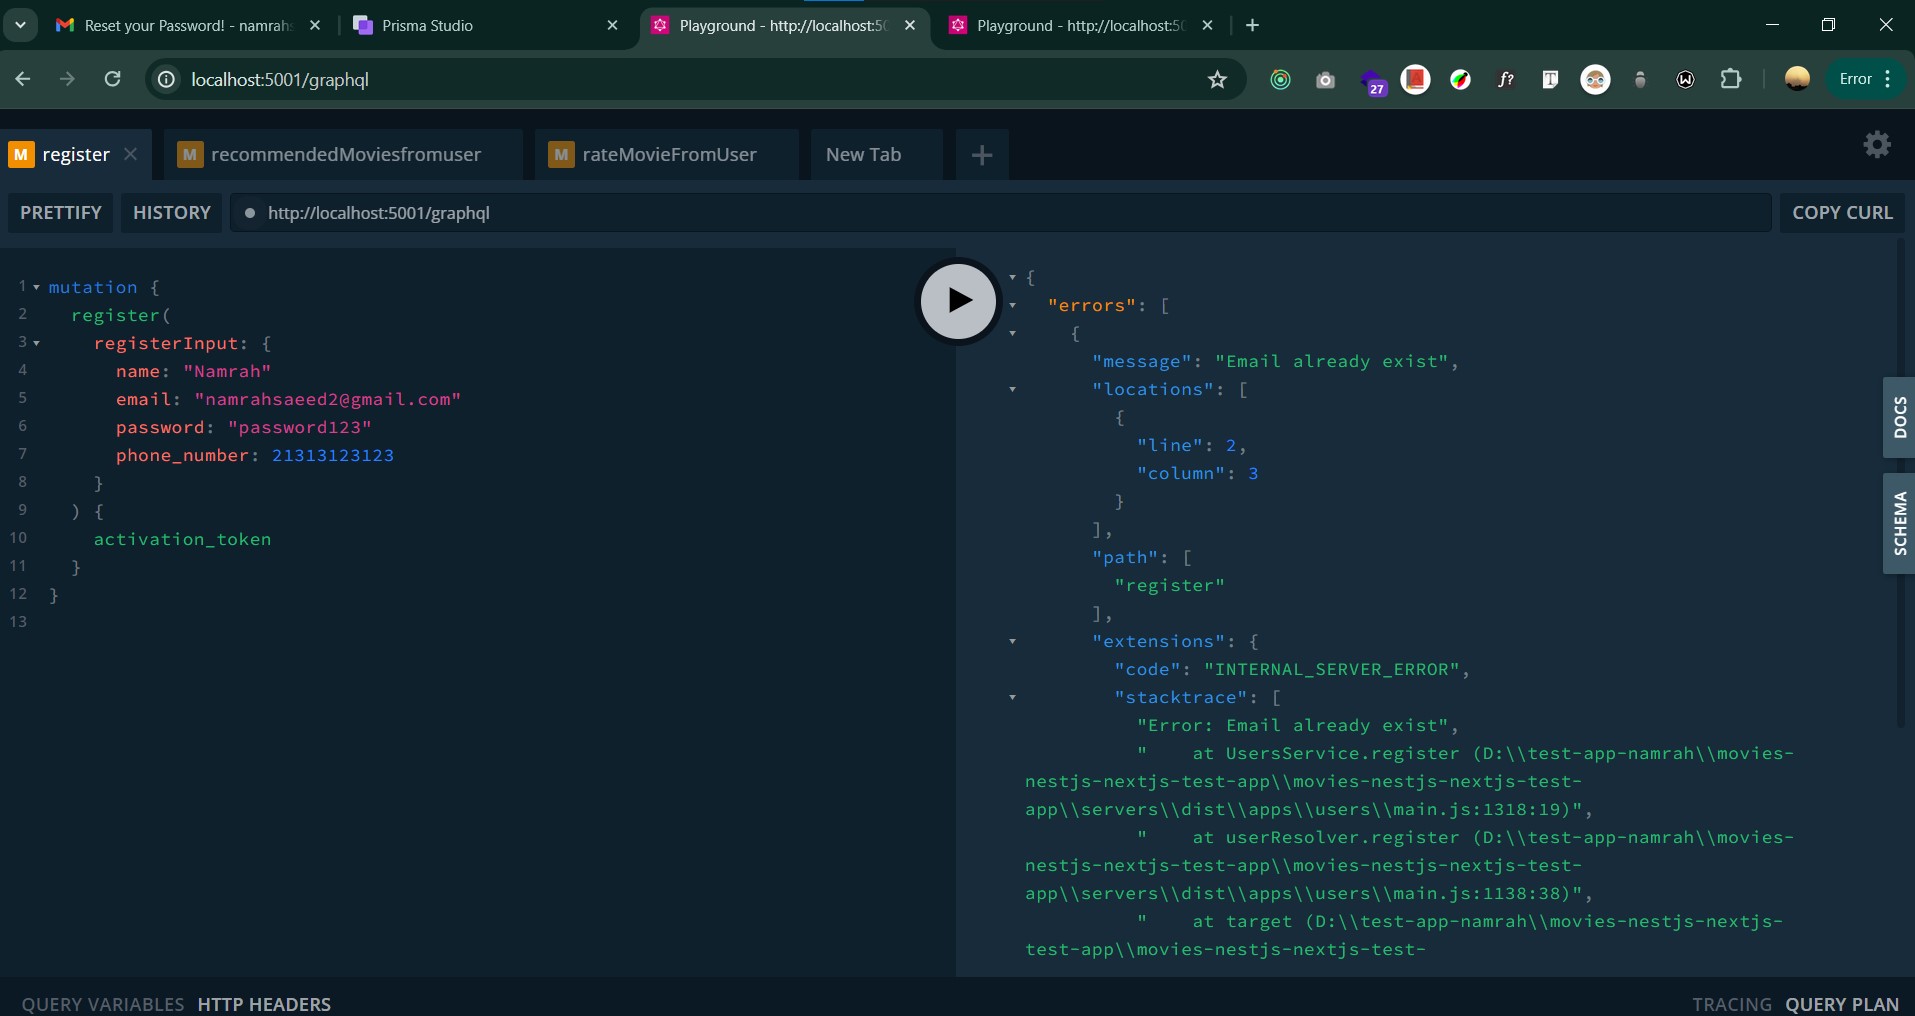 Reset your Password! - namrahs
Prisma Studio
Playground - http://localhost:50
Playground - http://localhost:50
localhost:5001/graphql
27
f?
T
Error
M register
M recommendedMoviesfromuser
M rateMovieFromUser
New Tab
PRETTIFY
HISTORY
http://localhost:5001/graphql
COPY CURL
1 mutation {
2 register(
3 registerInput: {
4 name: "Namrah"
5 email: "namrahsaeed2@gmail.com"
6 password: "password123"
7 phone_number: 21313123123
8 }
9 ) {
10 activation_token
11 }
12 }
13
{
"errors": [
{
"message": "Email already exist",
"locations": [
{
"line": 2,
"column": 3
}
],
"path": [
"register"
],
"extensions": {
"code": "INTERNAL_SERVER_ERROR",
"stacktrace": [
"Error: Email already exist",
"    at UsersService.register (D:\\test-app-namrah\\movies-
nestjs-nextjs-test-app\\movies-nestjs-nextjs-test-
app\\servers\\dist\\apps\\users\\main.js:1318:19)",
"    at userResolver.register (D:\\test-app-namrah\\movies-
nestjs-nextjs-test-app\\movies-nestjs-nextjs-test-
app\\servers\\dist\\apps\\users\\main.js:1138:38)",
"    at target (D:\\test-app-namrah\\movies-nestjs-nextjs-
test-app\\movies-nestjs-nextjs-test-
DOCS
SCHEMA
QUERY VARIABLES
HTTP HEADERS
TRACING
QUERY PLAN